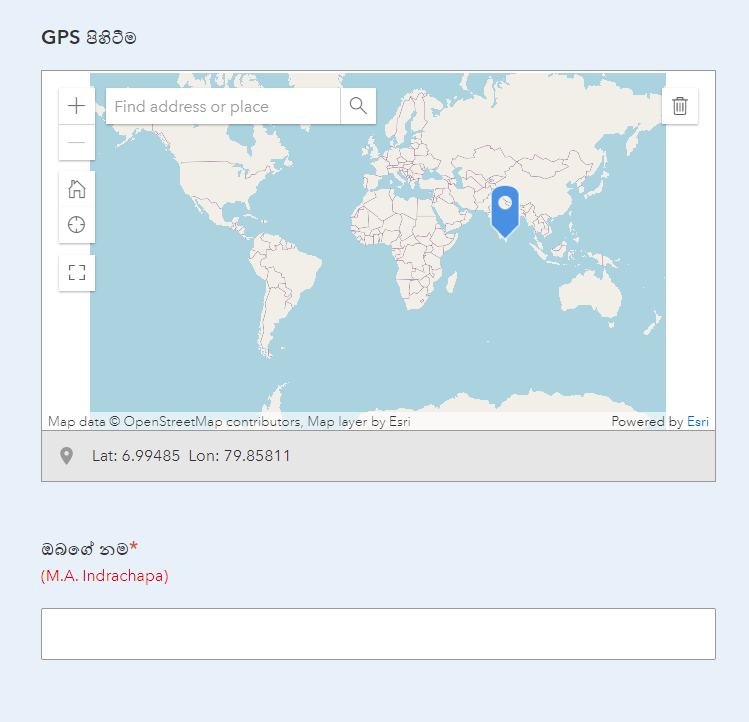 GPS පිහිටීම
Find address or place
Map data © OpenStreetMap contributors, Map layer by Esri
Powered by Esri
Lat: 6.99485 Lon: 79.85811
ඔබගේ නම*
(M.A. Indrachapa)